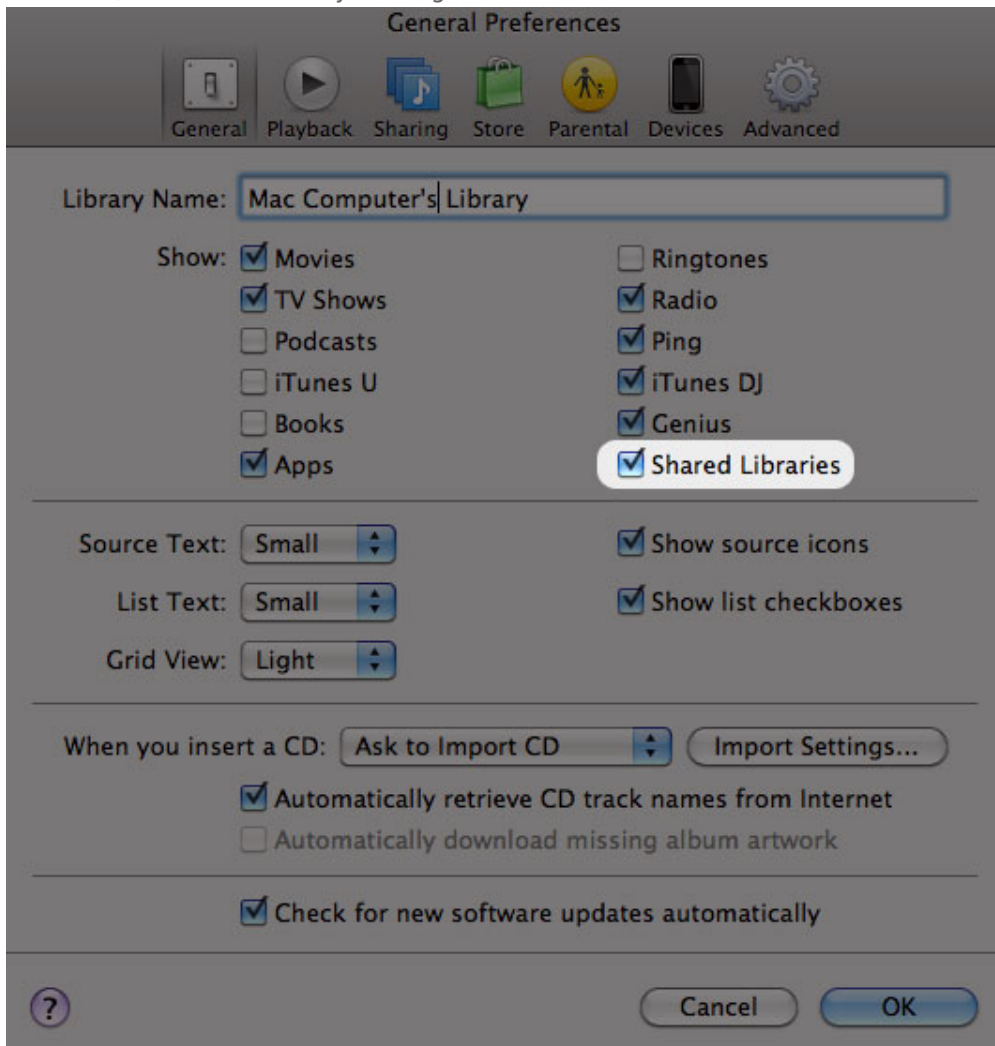 General Preferences
General Playback Sharing Store Parental Devices Advanced
Library Name: Mac Computer's Library
Show: Movies Ringtones
TV Shows Radio
Podcasts Ping
iTunes U iTunes DJ
Books Genius
Apps Shared Libraries
Source Text: Small Show source icons
List Text: Small Show list checkboxes
Grid View: Light
When you insert a CD: Ask to Import CD Import Settings...
Automatically retrieve CD track names from Internet
Automatically download missing album artwork
Check for new software updates automatically
? Cancel OK